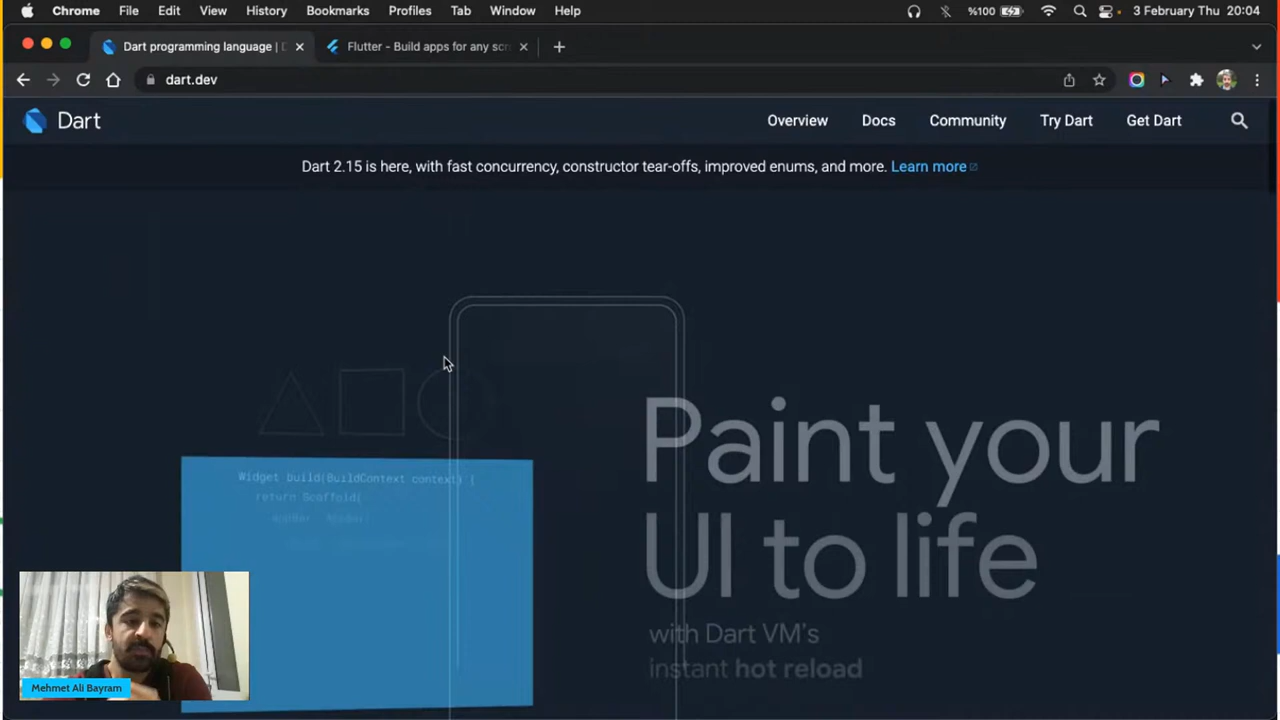 Chrome File Edit View History Bookmarks Profiles Tab Window Help %100 3 February Thu 20:04
Dart programming language | D Flutter - Build apps for any scr
dart.dev
Dart Overview Docs Community Try Dart Get Dart
Dart 2.15 is here, with fast concurrency, constructor tear-offs, improved enums, and more. Learn more
Widget build(BuildContext context) {
return Scaffold(
Paint your
UI to life
with Dart VM's
instant hot reload
Mehmet Ali Bayram